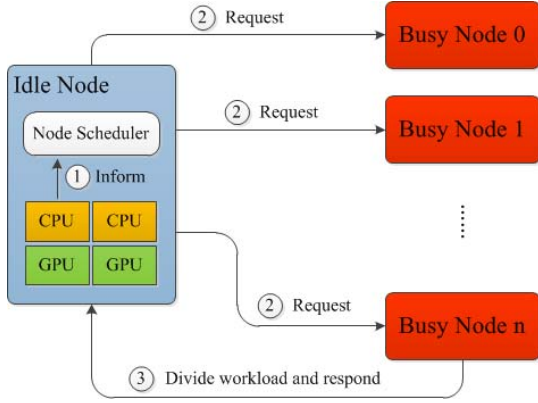 ② Request
Busy Node 0
Idle Node
Node Scheduler
② Request
Busy Node 1
① Inform
CPU CPU
GPU GPU
② Request
Busy Node n
③ Divide workload and respond